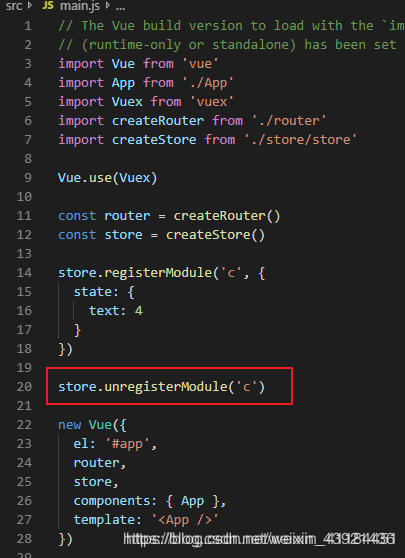 src > JS main.js > ...
1 // The Vue build version to load with the `im
2 // (runtime-only or standalone) has been set
3 import Vue from 'vue'
4 import App from './App'
5 import Vuex from 'vuex'
6 import createRouter from './router'
7 import createStore from './store/store'
8
9 Vue.use(Vuex)
10
11 const router = createRouter()
12 const store = createStore()
13
14 store.registerModule('c', {
15 state: {
16 text: 4
17 }
18 })
19
20 store.unregisterModule('c')
21
22 new Vue({
23 el: '#app',
24 router,
25 store,
26 components: { App },
27 template: '<App />'
28 })
https://blog.csdn.net/weixin_